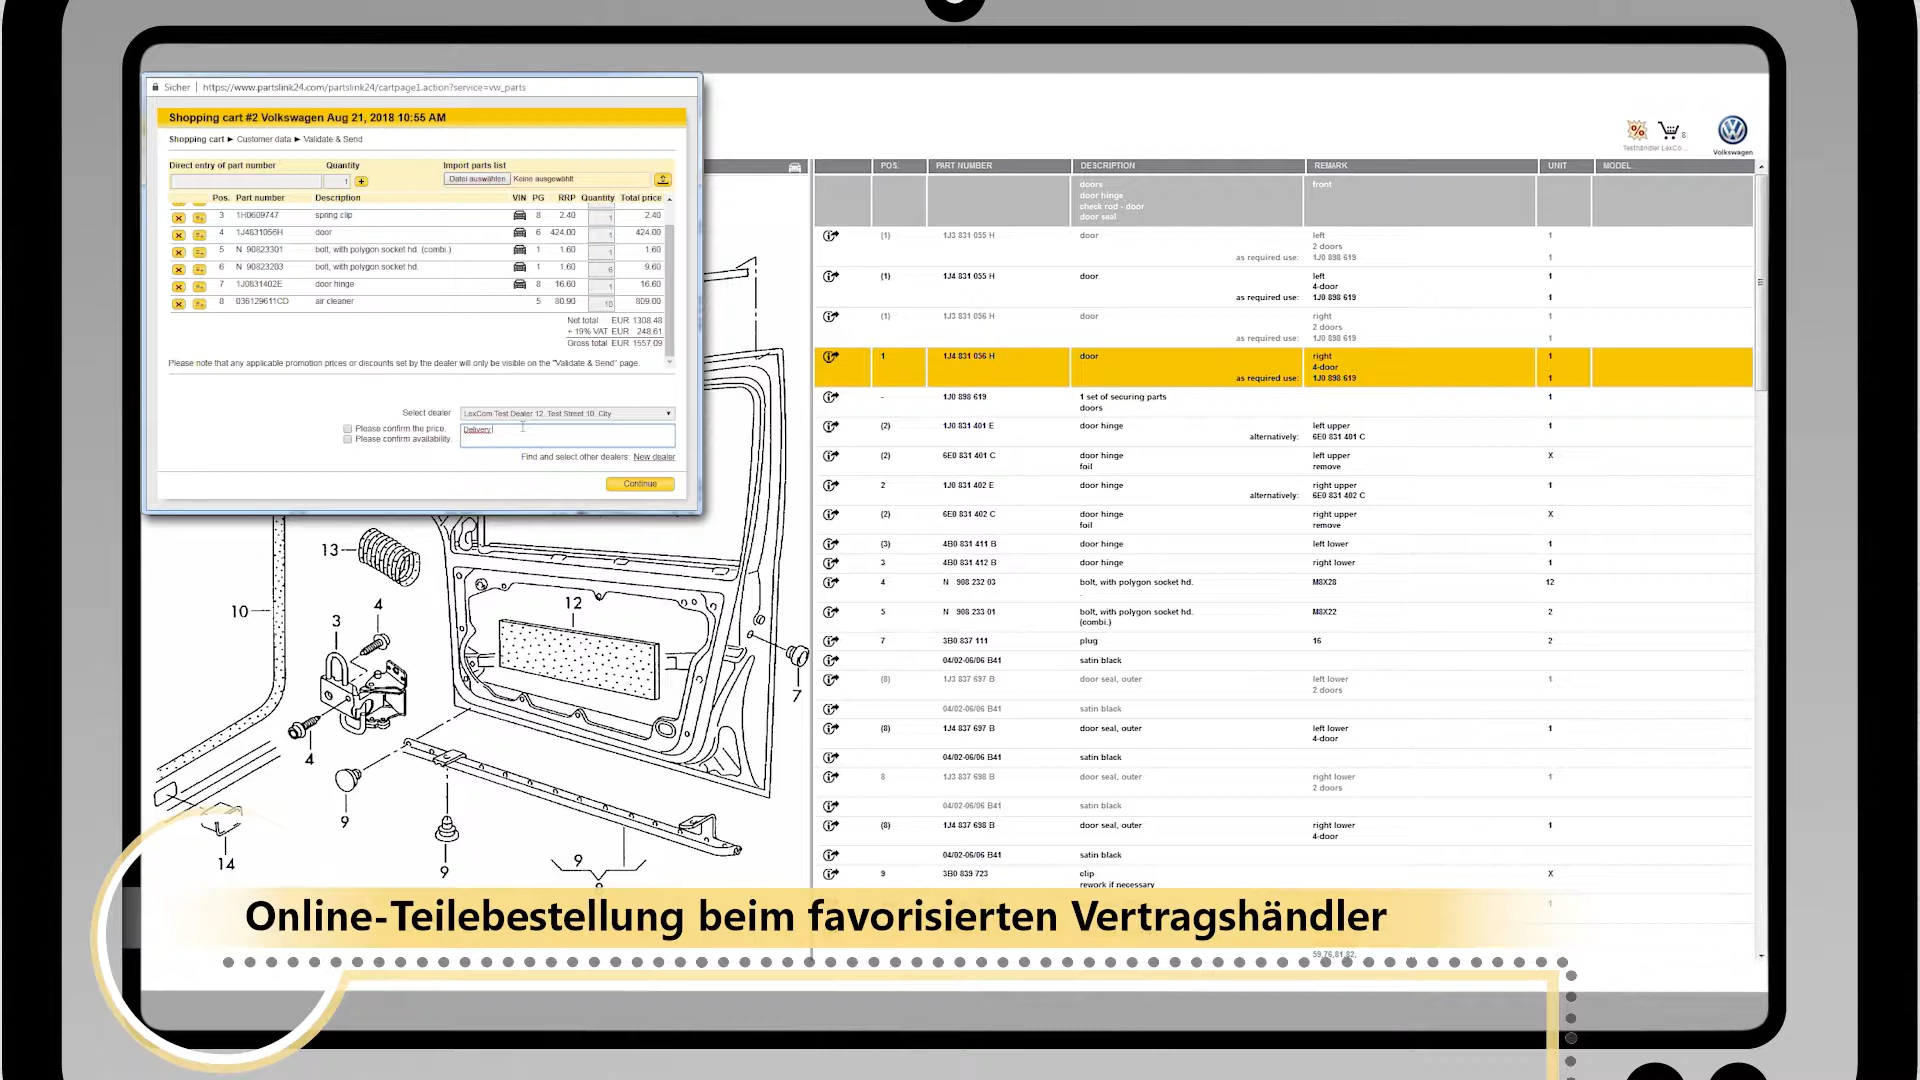 Sicher | https://www.partslink24.com/partslink24/cartpage1.action?service=vw_parts
Shopping cart #2 Volkswagen Aug 21, 2018 10:55 AM
Shopping cart ► Customer data ► Validate & Send
Direct entry of part number Quantity Import parts list
1 Datei auswählen Keine ausgewählt
Pos. Part number Description VIN PG RRP Quantity Total price
3 1H0609747 spring clip 8 2.40 1 2.40
4 1J4831056H door 6 424.00 1 424.00
5 N 90823301 bolt, with polygon socket hd. (combi.) 1 1.60 1 1.60
6 N 90823203 bolt, with polygon socket hd. 1 1.60 6 9.60
7 1J0831402E door hinge 8 16.60 1 16.60
8 036129611CD air cleaner 5 80.90 10 809.00
Net total EUR 1308.48
+ 19% VAT EUR 248.61
Gross total EUR 1557.09
Please note that any applicable promotion prices or discounts set by the dealer will only be visible on the "Validate & Send" page.
Select dealer LexCom Test Dealer 12, Test Street 10, City
Please confirm the price. Delivery
Please confirm availability.
Find and select other dealers: New dealer
Continue
% 8
Testhändler LexCo ...
Volkswagen
POS. PART NUMBER DESCRIPTION REMARK UNIT MODEL
doors front
door hinge
check rod - door
door seal
(1) 1J3 831 055 H door left 1
2 doors
as required use: 1J0 898 619 1
(1) 1J4 831 055 H door left 1
4-door
as required use: 1J0 898 619 1
(1) 1J3 831 056 H door right 1
2 doors
as required use: 1J0 898 619 1
1 1J4 831 056 H door right 1
4-door
as required use: 1J0 898 619 1
- 1J0 898 619 1 set of securing parts 1
doors
(2) 1J0 831 401 E door hinge left upper 1
alternatively: 6E0 831 401 C
(2) 6E0 831 401 C door hinge left upper X
foil remove
2 1J0 831 402 E door hinge right upper 1
alternatively: 6E0 831 402 C
(2) 6E0 831 402 C door hinge right upper X
foil remove
(3) 4B0 831 411 B door hinge left lower 1
3 4B0 831 412 B door hinge right lower 1
4 N 908 232 03 bolt, with polygon socket hd. M8X28 12
.
5 N 908 233 01 bolt, with polygon socket hd. M8X22 2
(combi.)
7 3B0 837 111 plug 16 2
04/02-06/06 B41 satin black
(8) 1J3 837 697 B door seal, outer left lower 1
2 doors
04/02-06/06 B41 satin black
(8) 1J4 837 697 B door seal, outer left lower 1
4-door
04/02-06/06 B41 satin black
8 1J3 837 698 B door seal, outer right lower 1
2 doors
04/02-06/06 B41 satin black
(8) 1J4 837 698 B door seal, outer right lower 1
4-door
04/02-06/06 B41 satin black
9 3B0 839 723 clip X
rework if necessary
1
59,76,81,82,
13
10
3
4
12
7
4
9
9
9
14
Online-Teilebestellung beim favorisierten Vertragshändler